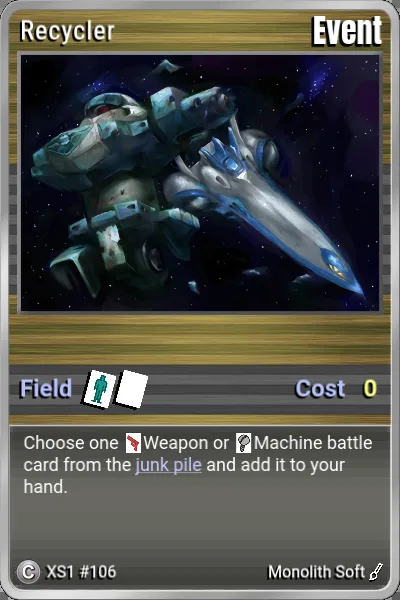 Recycler Event
Field Cost 0
Choose one Weapon or Machine battle
card from the junk pile and add it to your
hand.
C XS1 #106 Monolith Soft